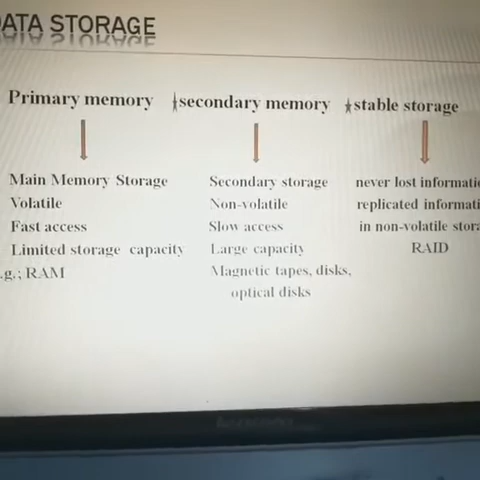 ATA STORAGE
Primary memory
secondary memory
stable storage
Main Memory Storage
Volatile
Fast access
Limited storage capacity
.g.; RAM
Secondary storage
Non-volatile
Slow access
Large capacity
Magnetic tapes, disks,
optical disks
never lost informati
replicated informati
in non-volatile stor
RAID